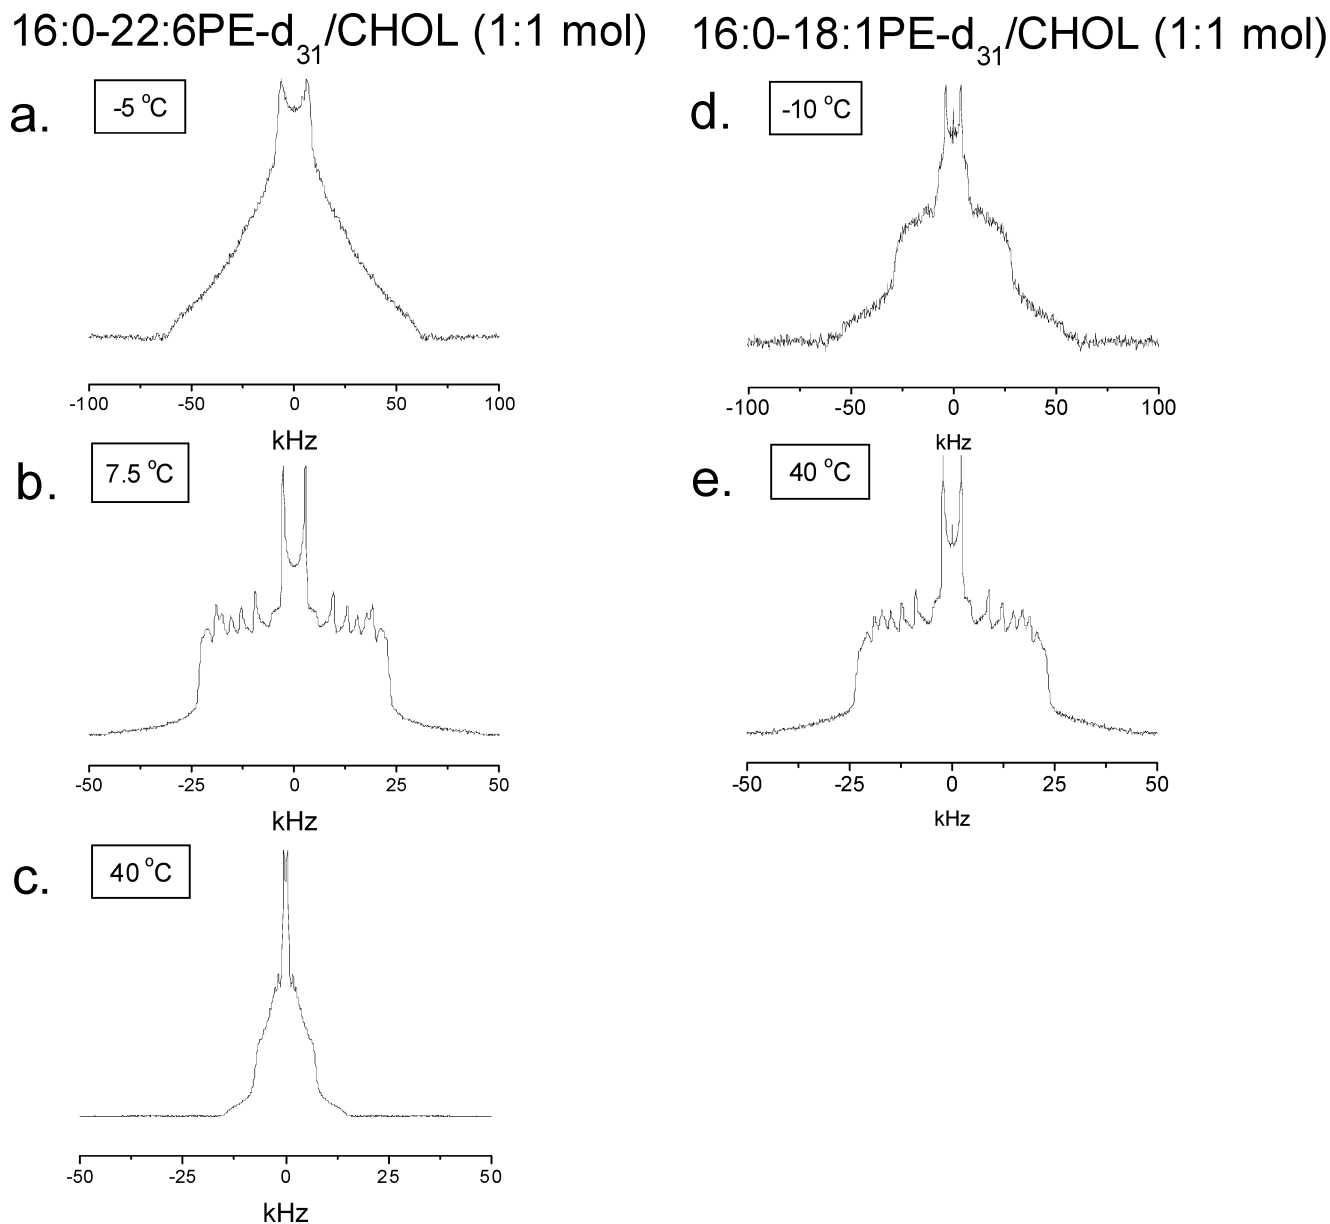 16:0-22:6PE-d31/CHOL (1:1 mol)
16:0-18:1PE-d31/CHOL (1:1 mol)
a.
-5 °C
-100 -50 0 50 100
kHz
d.
-10 °C
-100 -50 0 50 100
kHz
b.
7.5 °C
-50 -25 0 25 50
kHz
e.
40 °C
-50 -25 0 25 50
kHz
c.
40 °C
-50 -25 0 25 50
kHz